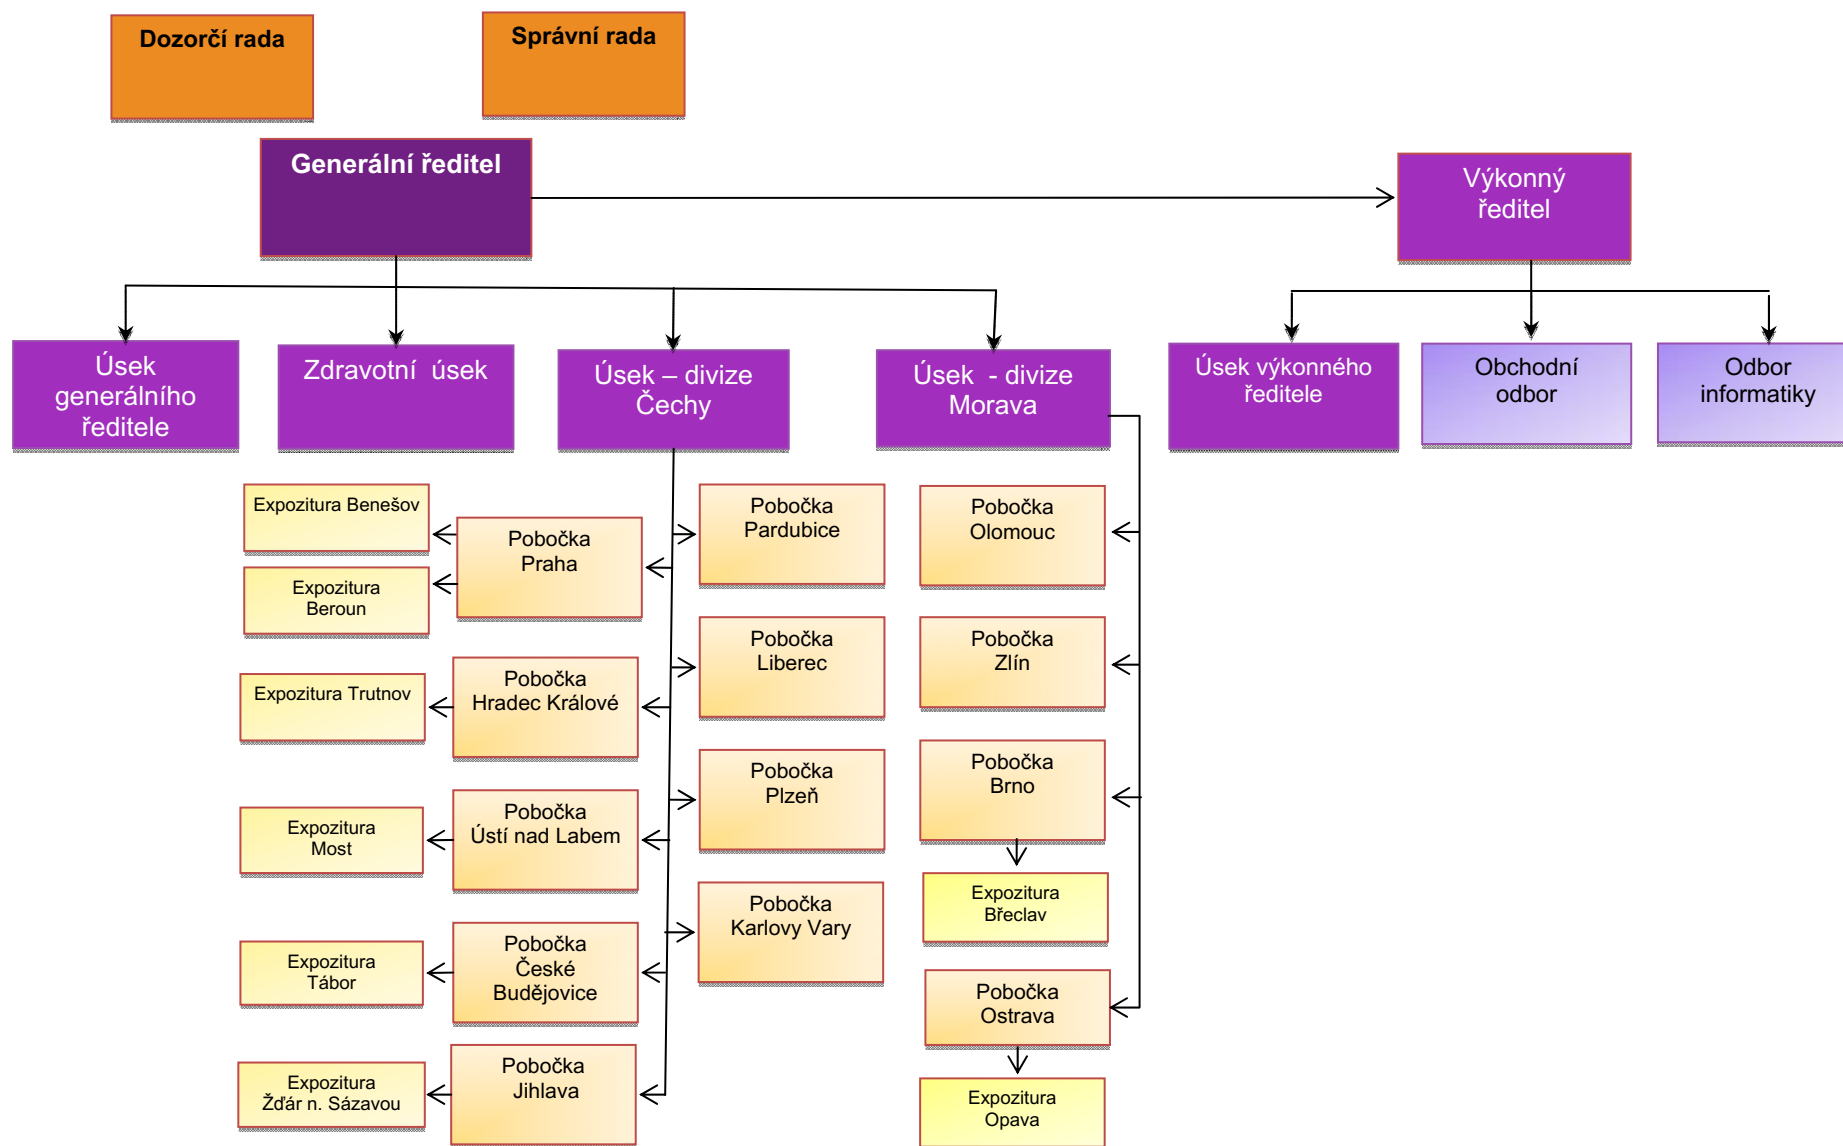 Dozorčí rada
Správní rada
Generální ředitel
Výkonný
ředitel
Úsek
generálního
ředitele
Zdravotní  úsek
Úsek – divize
Čechy
Úsek  - divize
Morava
Úsek výkonného
ředitele
Obchodní
odbor
Odbor
informatiky
Expozitura Benešov
Expozitura
Beroun
Pobočka
Praha
Pobočka
Pardubice
Pobočka
Olomouc
Expozitura Trutnov
Pobočka
Hradec Králové
Pobočka
Liberec
Pobočka
Zlín
Expozitura
Most
Pobočka
Ústí nad Labem
Pobočka
Plzeň
Pobočka
Brno
Expozitura
Břeclav
Expozitura
Tábor
Pobočka
České
Budějovice
Pobočka
Karlovy Vary
Pobočka
Ostrava
Expozitura
Žďár n. Sázavou
Pobočka
Jihlava
Expozitura
Opava